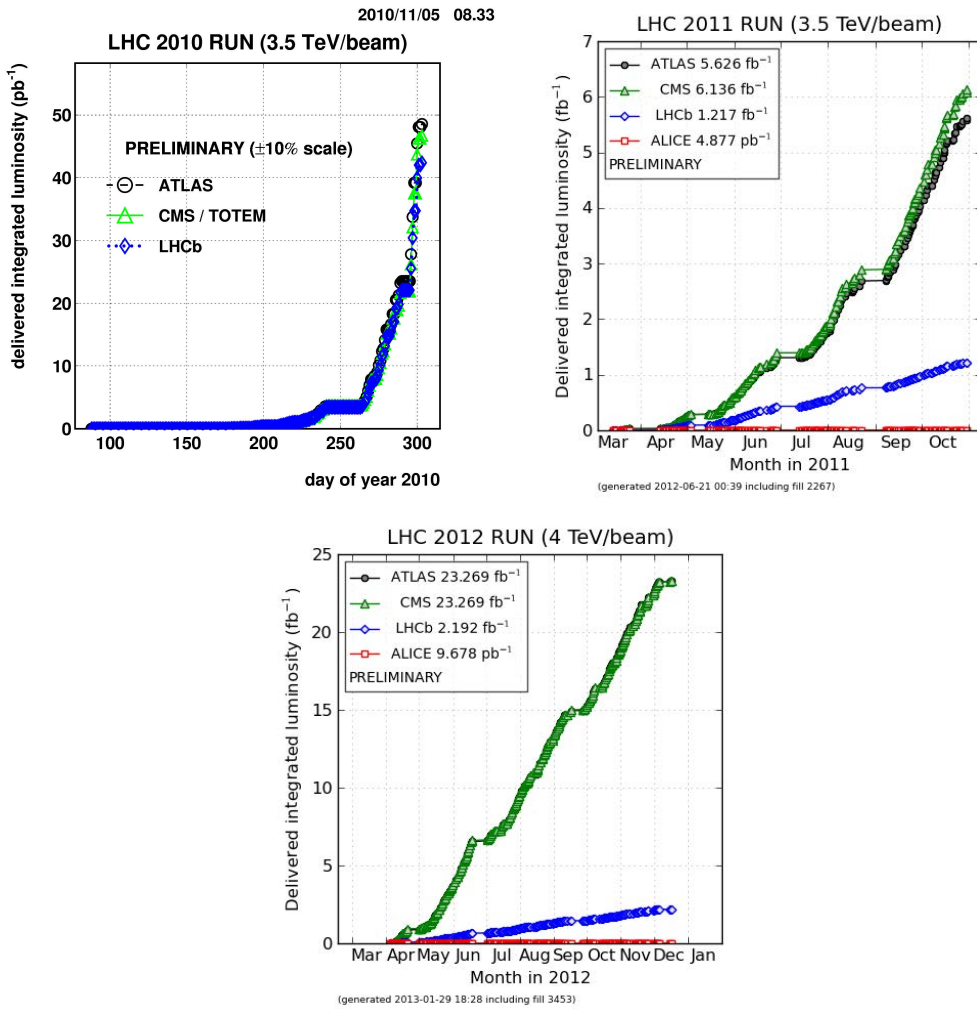 2010/11/05 08.33
LHC 2010 RUN (3.5 TeV/beam)
delivered integrated luminosity (pb⁻¹)
50
40
30
20
10
0
PRELIMINARY (±10% scale)
ATLAS
CMS / TOTEM
LHCb
100 150 200 250 300
day of year 2010
LHC 2011 RUN (3.5 TeV/beam)
Delivered integrated luminosity (fb⁻¹)
7
6
5
4
3
2
1
0
ATLAS 5.626 fb⁻¹
CMS 6.136 fb⁻¹
LHCb 1.217 fb⁻¹
ALICE 4.877 pb⁻¹
PRELIMINARY
Mar Apr May Jun Jul Aug Sep Oct
Month in 2011
(generated 2012-06-21 00:39 including fill 2267)
LHC 2012 RUN (4 TeV/beam)
Delivered integrated luminosity (fb⁻¹)
25
20
15
10
5
0
ATLAS 23.269 fb⁻¹
CMS 23.269 fb⁻¹
LHCb 2.192 fb⁻¹
ALICE 9.678 pb⁻¹
PRELIMINARY
Mar Apr May Jun Jul Aug Sep Oct Nov Dec Jan
Month in 2012
(generated 2013-01-29 18:28 including fill 3453)